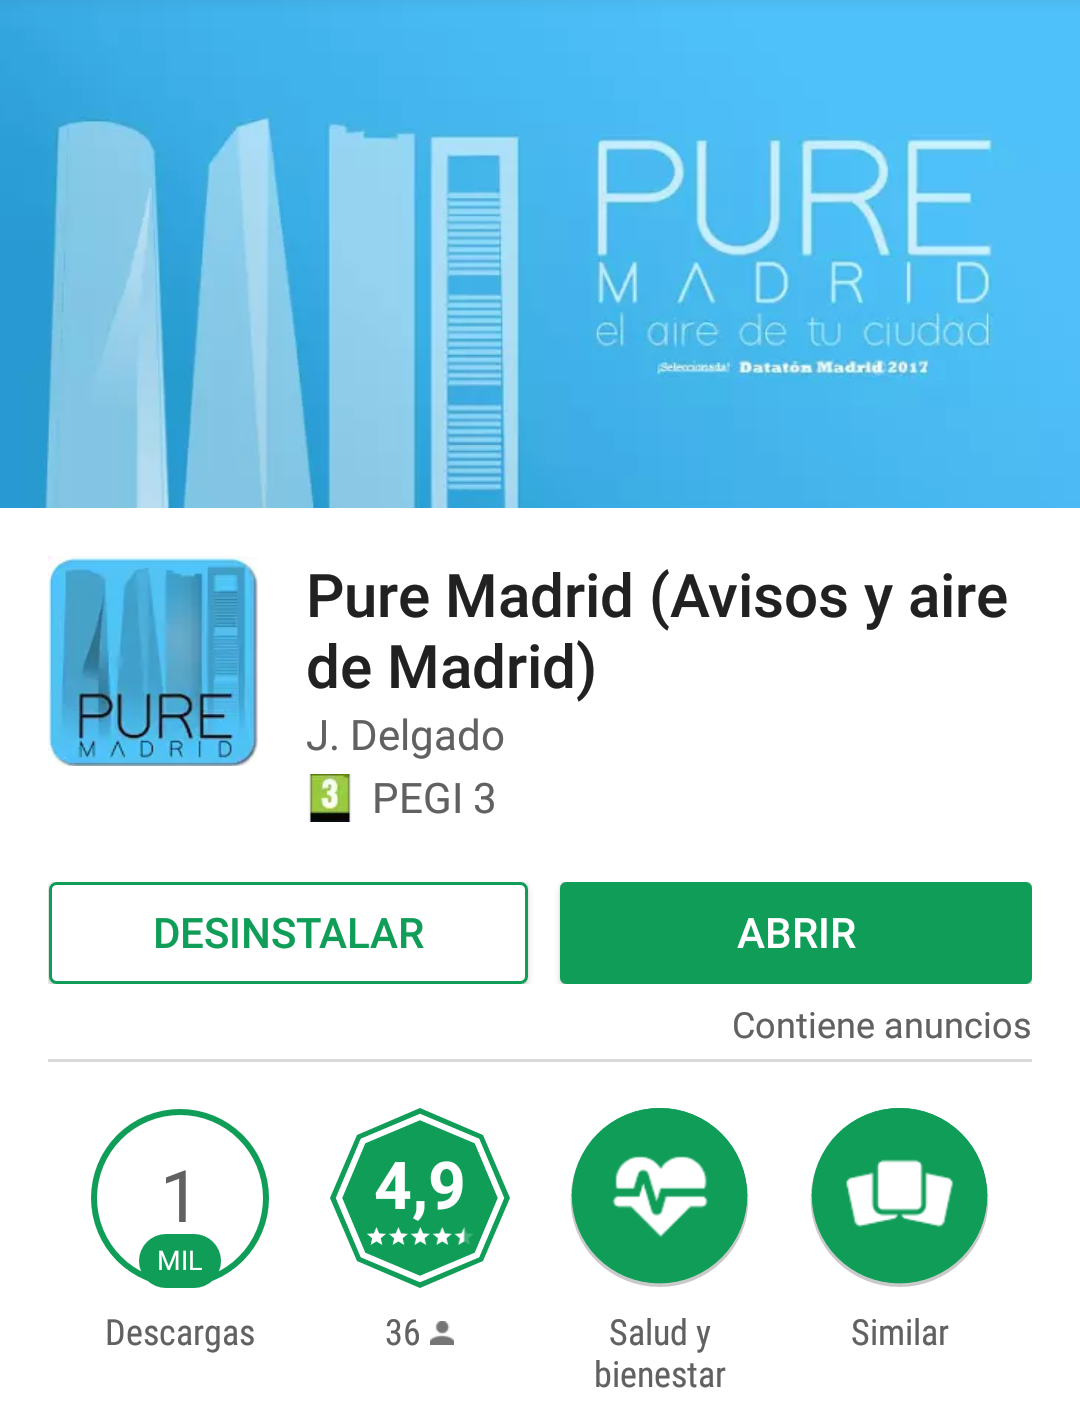 PURE
MADRID
el aire de tu ciudad
¡Seleccionada! Datatón Madrid 2017
PURE
MADRID
Pure Madrid (Avisos y aire
de Madrid)
J. Delgado
3 PEGI 3
DESINSTALAR
ABRIR
Contiene anuncios
1
MIL
Descargas
4,9
36
Salud y
bienestar
Similar